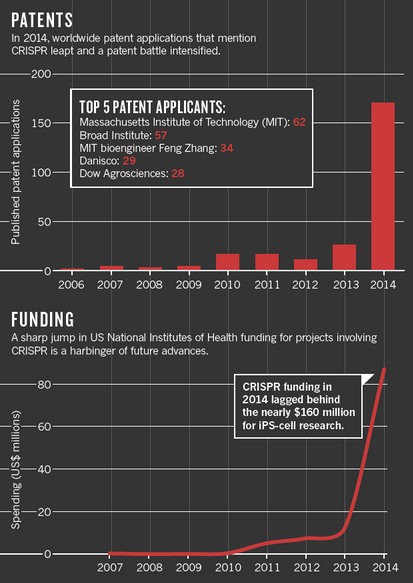 PATENTS
In 2014, worldwide patent applications that mention
CRISPR leapt and a patent battle intensified.
200
150
100
50
0
Published patent applications
TOP 5 PATENT APPLICANTS:
Massachusetts Institute of Technology (MIT): 62
Broad Institute: 57
MIT bioengineer Feng Zhang: 34
Danisco: 29
Dow Agrosciences: 28
2006 2007 2008 2009 2010 2011 2012 2013 2014
FUNDING
A sharp jump in US National Institutes of Health funding for projects involving
CRISPR is a harbinger of future advances.
80
60
40
20
0
Spending (US$ millions)
CRISPR funding in
2014 lagged behind
the nearly $160 million
for iPS-cell research.
2007 2008 2009 2010 2011 2012 2013 2014